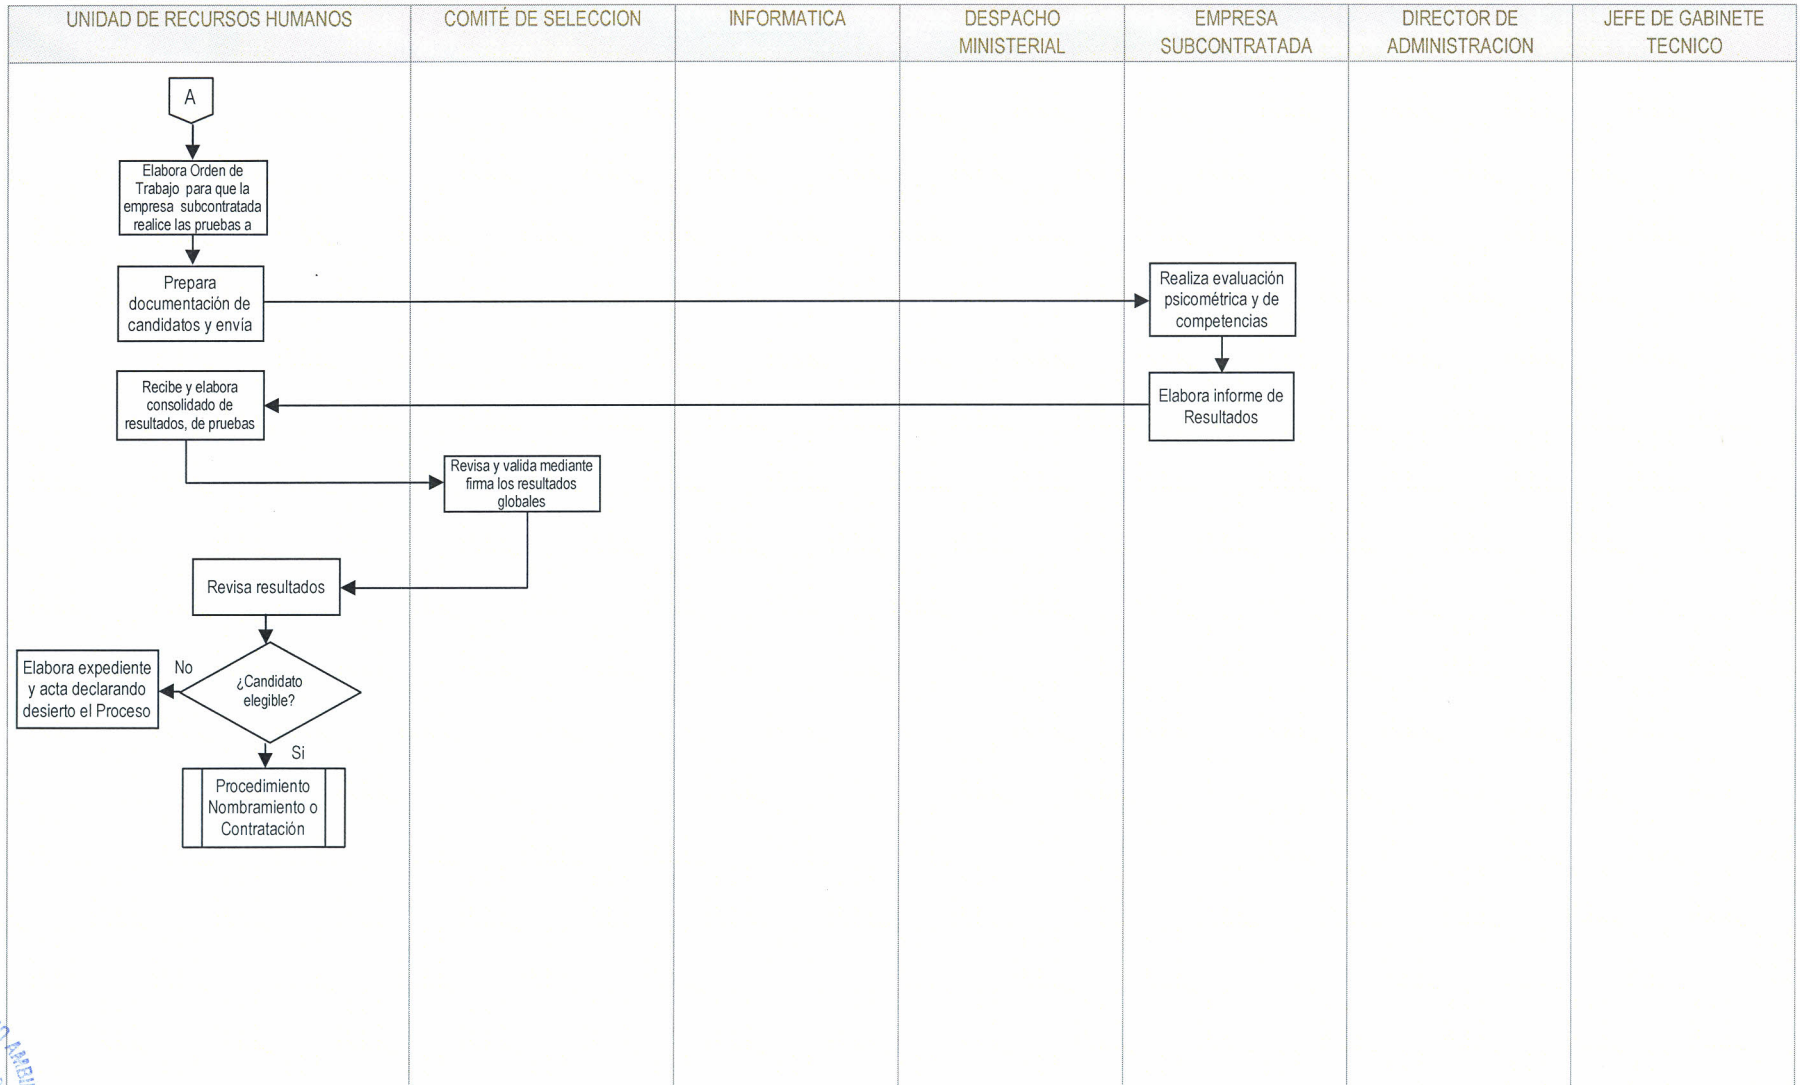 UNIDAD DE RECURSOS HUMANOS
COMITÉ DE SELECCION
INFORMATICA
DESPACHO
MINISTERIAL
EMPRESA
SUBCONTRATADA
DIRECTOR DE
ADMINISTRACION
JEFE DE GABINETE
TECNICO
A
Elabora Orden de
Trabajo para que la
empresa subcontratada
realice las pruebas a
Prepara
documentación de
candidatos y envía
Realiza evaluación
psicométrica y de
competencias
Recibe y elabora
consolidado de
resultados, de pruebas
Elabora informe de
Resultados
Revisa y valida mediante
firma los resultados
globales
Revisa resultados
Elabora expediente
y acta declarando
desierto el Proceso
No
¿Candidato
elegible?
Si
Procedimiento
Nombramiento o
Contratación